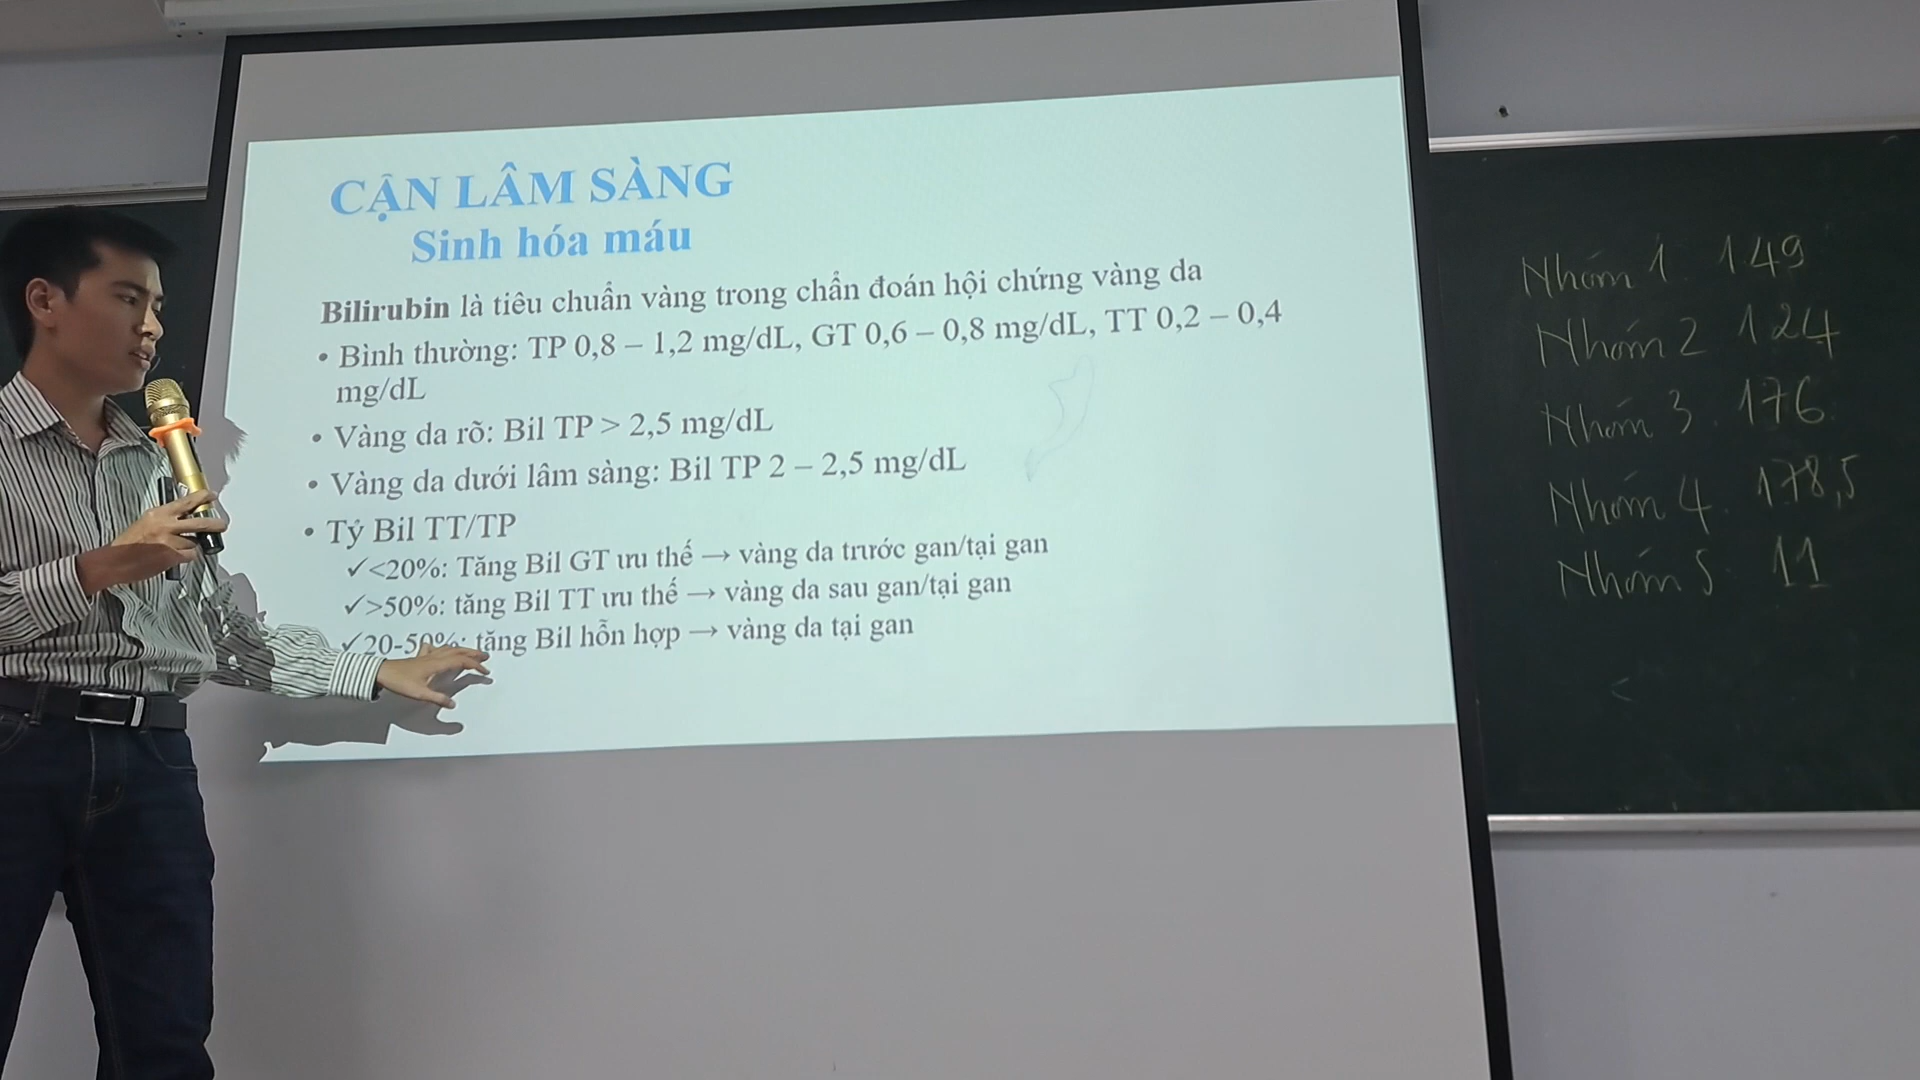 CẬN LÂM SÀNG
Sinh hóa máu
Bilirubin là tiêu chuẩn vàng trong chẩn đoán hội chứng vàng da
• Bình thường: TP 0,8 – 1,2 mg/dL, GT 0,6 – 0,8 mg/dL, TT 0,2 – 0,4
mg/dL
• Vàng da rõ: Bil TP > 2,5 mg/dL
• Vàng da dưới lâm sàng: Bil TP 2 – 2,5 mg/dL
• Tỷ Bil TT/TP
✓<20%: Tăng Bil GT ưu thế → vàng da trước gan/tại gan
✓>50%: tăng Bil TT ưu thế → vàng da sau gan/tại gan
✓20-50%: tăng Bil hỗn hợp → vàng da tại gan
Nhóm 1. 149
Nhóm 2 124
Nhóm 3. 176
Nhóm 4. 178,5
Nhóm 5. 11